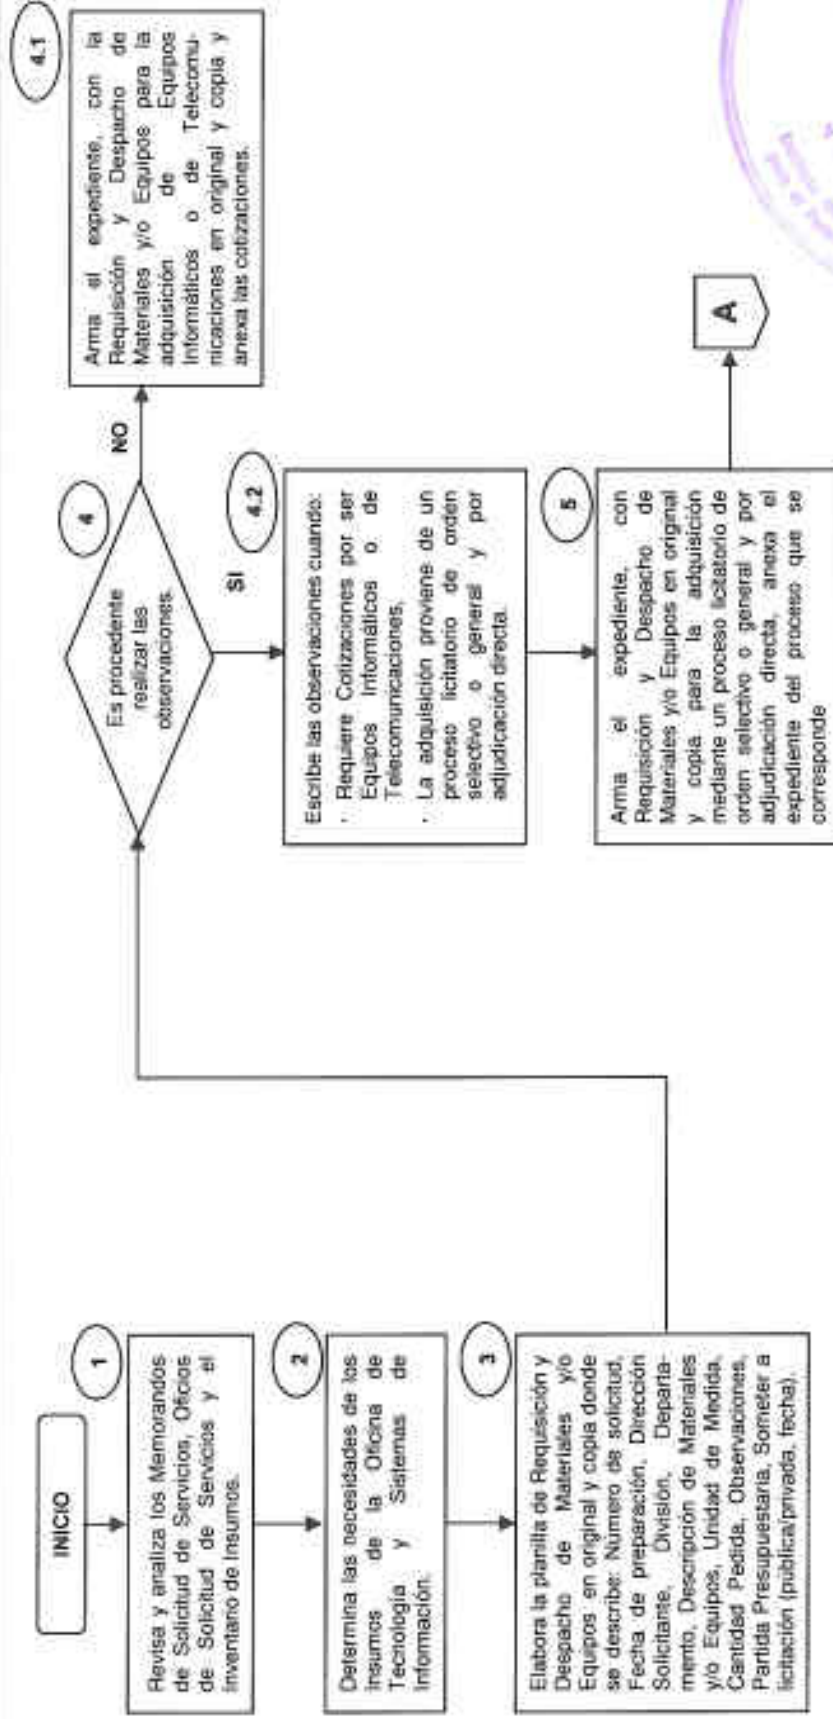 INICIO
1
Revisa y analiza los Memorandos
de Solicitud de Servicios, Oficios
de Solicitud de Servicios y el
Inventario de Insumos.
2
Determina las necesidades de los
Insumos de la Oficina de
Tecnología y Sistemas de
Información.
3
Elabora la planilla de Requisición y
Despacho de Materiales y/o
Equipos en original y copia donde
se describe: Número de solicitud,
Fecha de preparación, Dirección
Solicitante, División, Departa-
mento, Descripción de Materiales
y/o Equipos, Unidad de Medida,
Cantidad Pedida, Observaciones,
Partida Presupuestaria, Someter a
licitación (publica/privada, fecha).
4
Es procedente
realizar las
observaciones.
NO
SI
4.1
Arma el expediente, con la
Requisición y Despacho de
Materiales y/o Equipos para la
adquisición de Equipos
Informáticos o de Telecomu-
nicaciones en original y copia y
anexa las cotizaciones.
4.2
Escribe las observaciones cuando:
· Requiere Cotizaciones por ser
Equipos Informáticos o de
Telecomunicaciones.
· La adquisición proviene de un
proceso licitatorio de orden
selectivo o general y por
adjudicación directa.
5
Arma el expediente, con
Requisición y Despacho de
Materiales y/o Equipos en original
y copia para la adquisición
mediante un proceso licitatorio de
orden selectivo o general y por
adjudicación directa, anexa el
expediente del proceso que se
corresponde
A